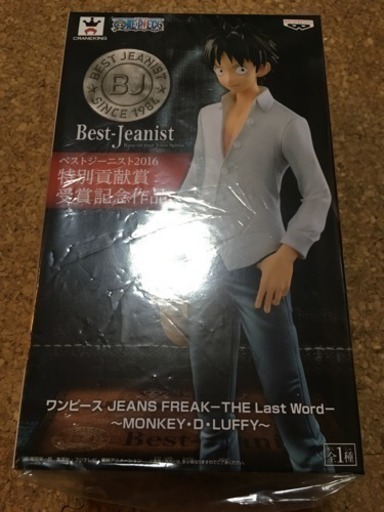 CRANEKING
ONE PIECE
BANPRESTO
BEST JEANIST
BJ
SINCE 1984
Best-Jeanist
ベストジーニスト2016
特別貢献賞
受賞記念作品
ワンピース JEANS FREAK－THE Last Word－
～MONKEY・D・LUFFY～
全1種